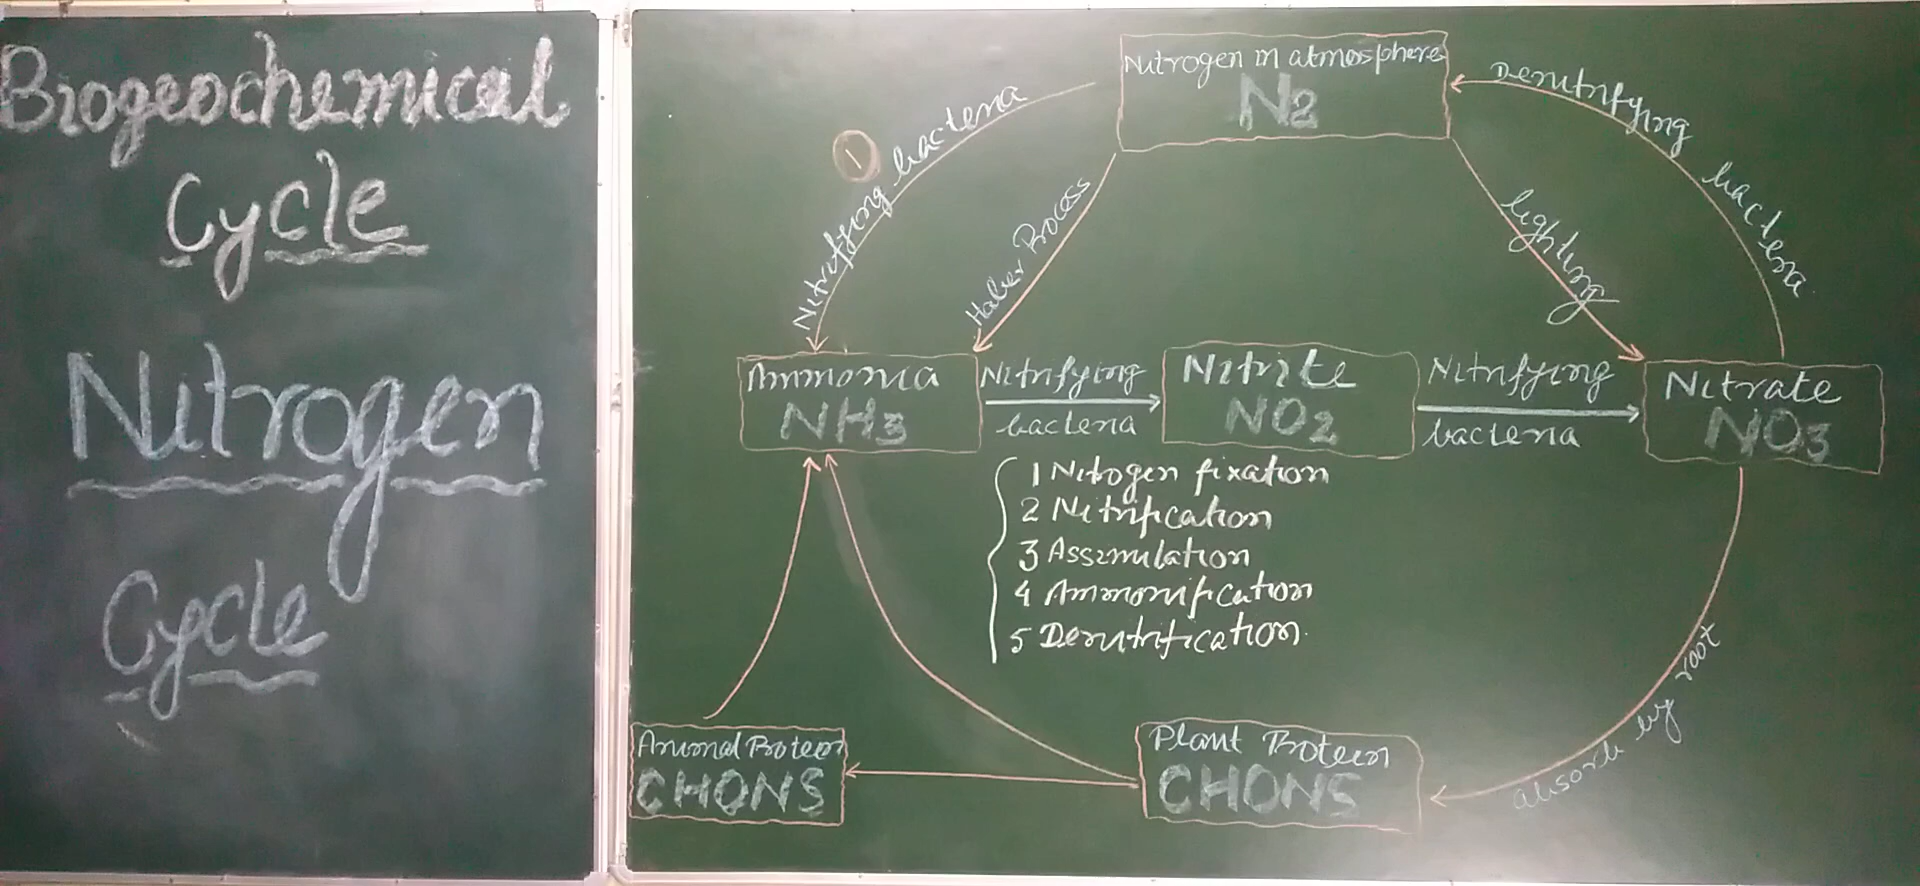 Biogeochemical
Cycle
Nitrogen
Cycle
Nitrogen in atmosphere
N2
1
Nitrifying bacteria
Haber Process
lighting
Denitrifying bacteria
Ammonia
NH3
Nitrifying
bacteria
Nitrite
NO2
Nitrifying
bacteria
Nitrate
NO3
1 Nitogen fixation
2 Nitrification
3 Assimulation
4 Ammonification
5 Denitrification.
absorb by root
Animal Protein
CHONS
Plant Protein
CHONS